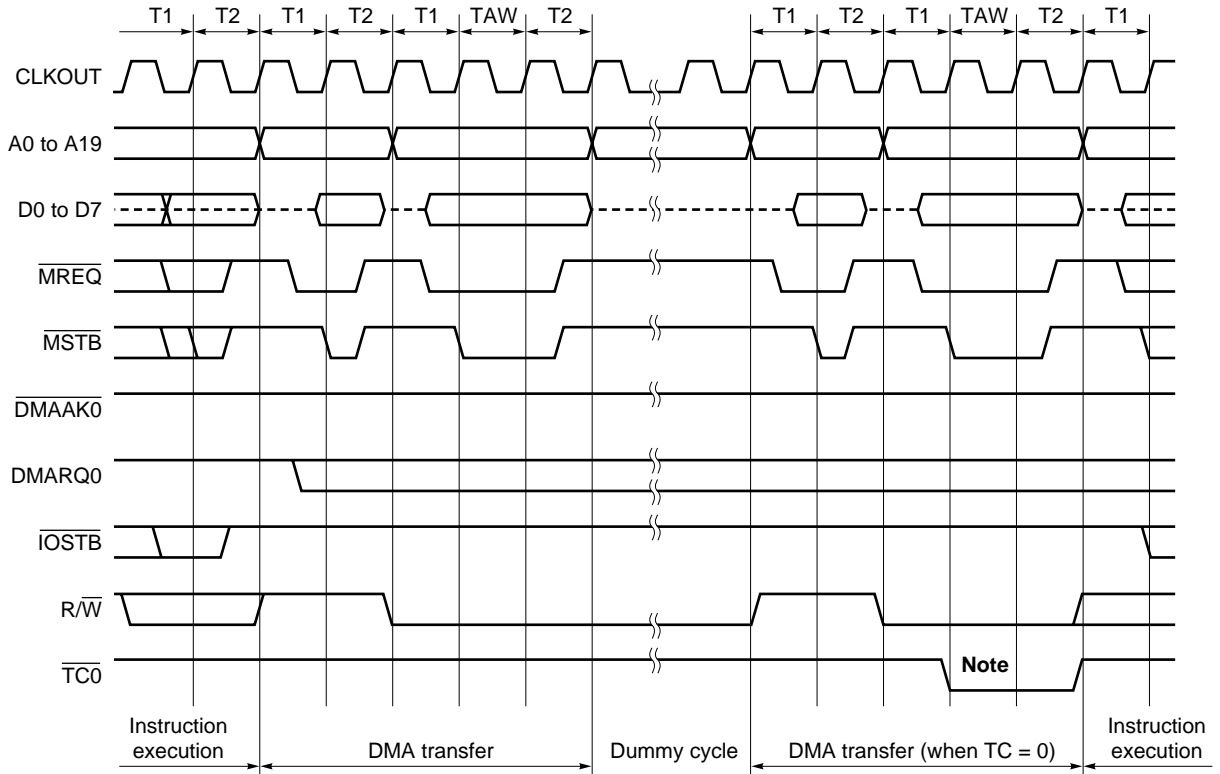 T1 T2 T1 T2 T1 TAW T2 T1 T2 T1 TAW T2 T1
CLKOUT
A0 to A19
D0 to D7
MREQ
MSTB
DMAAK0
DMARQ0
IOSTB
R/W
TC0
Note
Instruction execution
DMA transfer
Dummy cycle
DMA transfer (when TC = 0)
Instruction execution